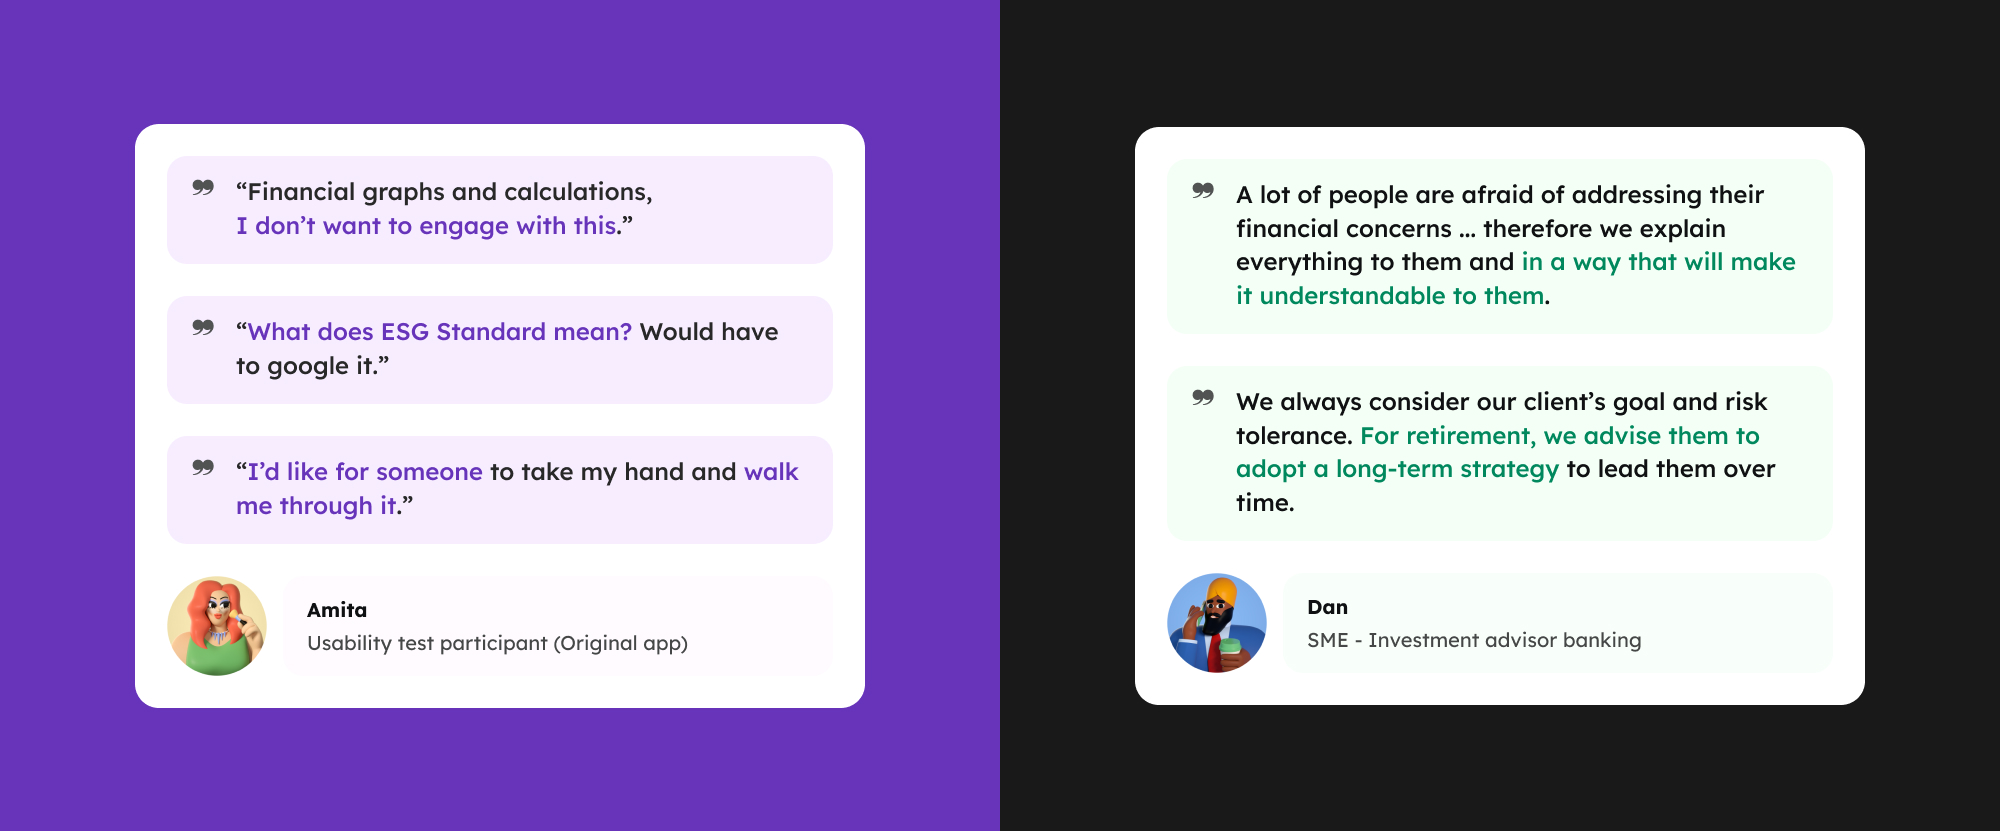 “Financial graphs and calculations,
I don’t want to engage with this.”
“What does ESG Standard mean? Would have
to google it.”
“I’d like for someone to take my hand and walk
me through it.”
Amita
Usability test participant (Original app)
A lot of people are afraid of addressing their
financial concerns ... therefore we explain
everything to them and in a way that will make
it understandable to them.
We always consider our client’s goal and risk
tolerance. For retirement, we advise them to
adopt a long-term strategy to lead them over
time.
Dan
SME - Investment advisor banking